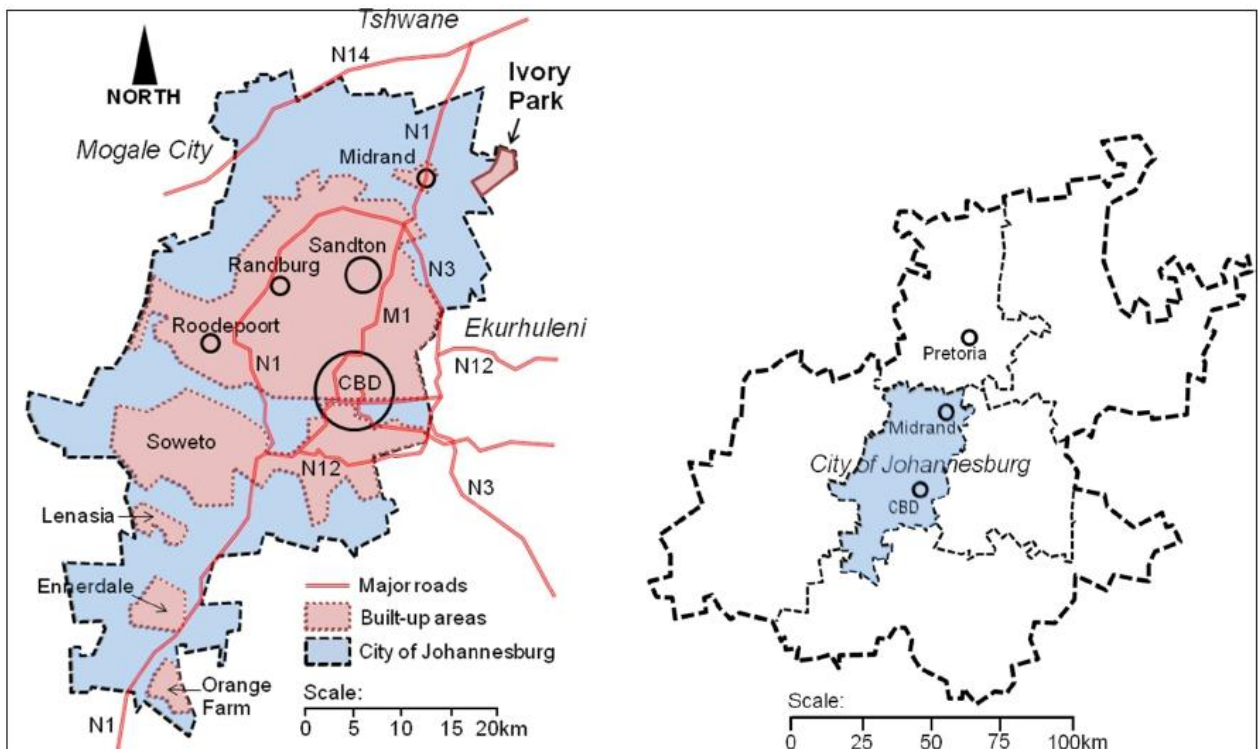 Tshwane
N14
NORTH
Ivory
Park
N1
Mogale City
Midrand
Sandton
Randburg
N3
Roodepoort
M1
Ekurhuleni
N1
N12
CBD
Soweto
N12
N3
Lenasia
Ennerdale
Major roads
Built-up areas
City of Johannesburg
Orange
Farm
Scale:
N1
0 5 10 15 20km
Pretoria
Midrand
City of Johannesburg
CBD
Scale:
0 25 50 75 100km